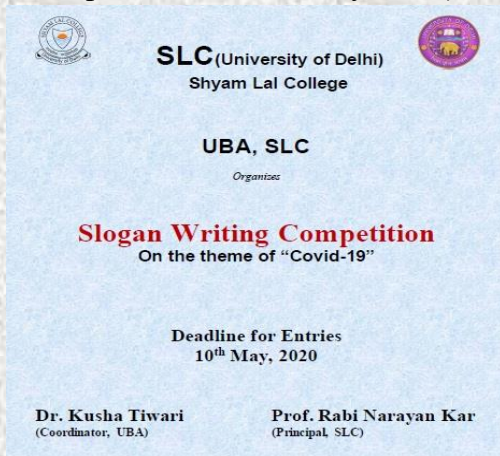 SLC(University of Delhi)
Shyam Lal College
UBA, SLC
Organizes
Slogan Writing Competition
On the theme of “Covid-19”
Deadline for Entries
10th May, 2020
Dr. Kusha Tiwari Prof. Rabi Narayan Kar
(Coordinator, UBA) (Principal, SLC)